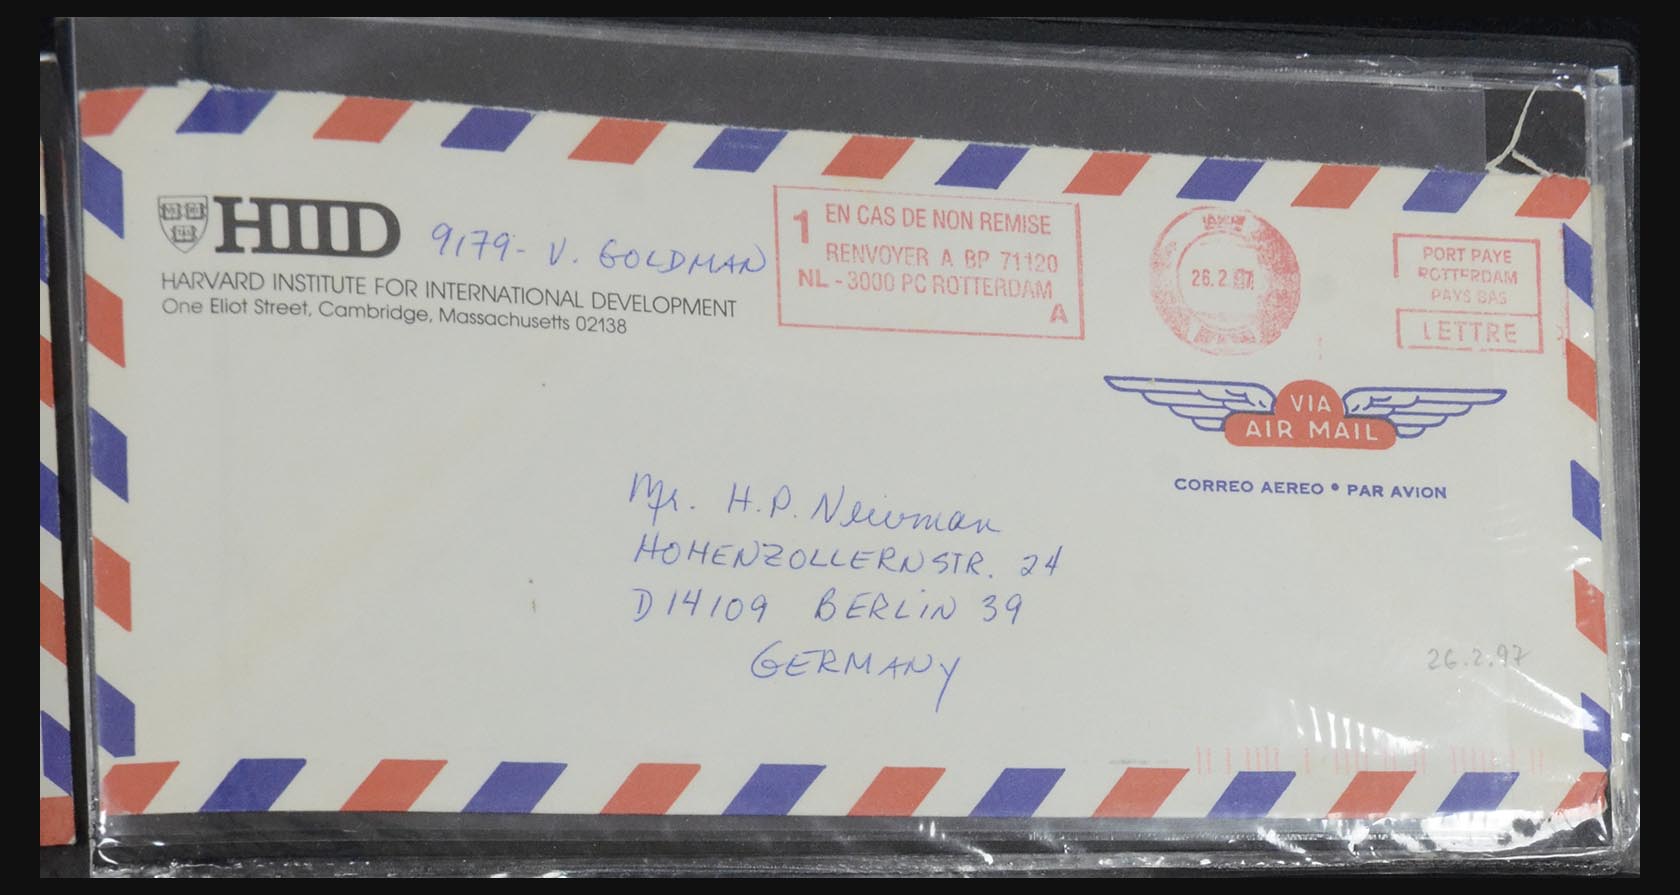 HIID
9179- V. GOLDMAN
HARVARD INSTITUTE FOR INTERNATIONAL DEVELOPMENT
One Eliot Street, Cambridge, Massachusetts 02138
1 EN CAS DE NON REMISE
RENVOYER A BP 71120
NL - 3000 PC ROTTERDAM
A
26.2.97
PORT PAYE
ROTTERDAM
PAYS BAS
LETTRE
VIA
AIR MAIL
CORREO AEREO • PAR AVION
Mr. H.P. Newman
HOHENZOLLERNSTR. 24
D 14109 BERLIN 39
GERMANY
26.2.97